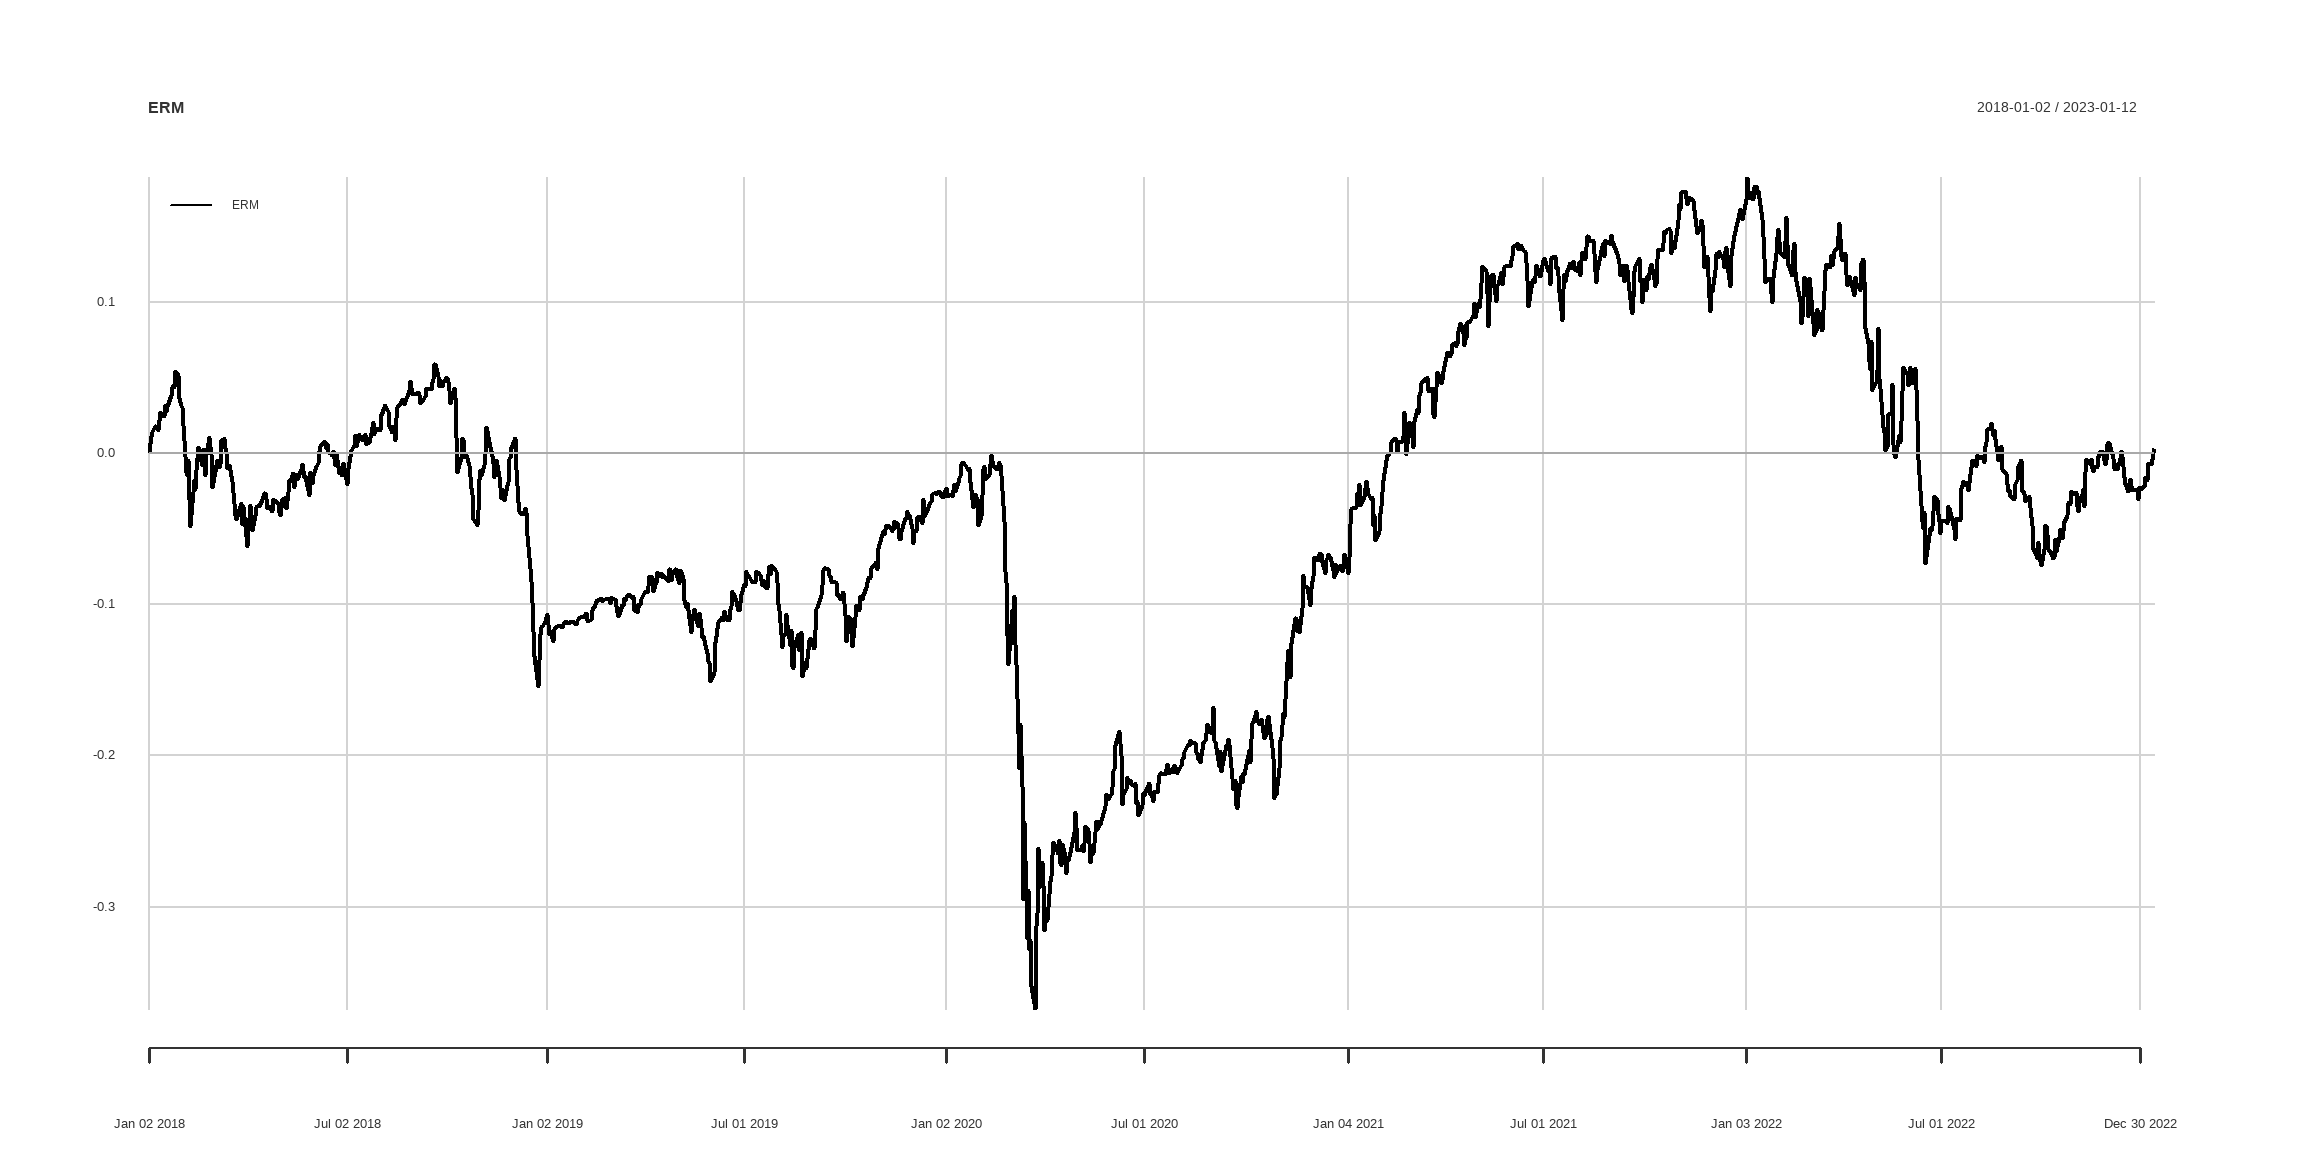 ERM
2018-01-02 / 2023-01-12
ERM
0.1
0.0
-0.1
-0.2
-0.3
Jan 02 2018
Jul 02 2018
Jan 02 2019
Jul 01 2019
Jan 02 2020
Jul 01 2020
Jan 04 2021
Jul 01 2021
Jan 03 2022
Jul 01 2022
Dec 30 2022